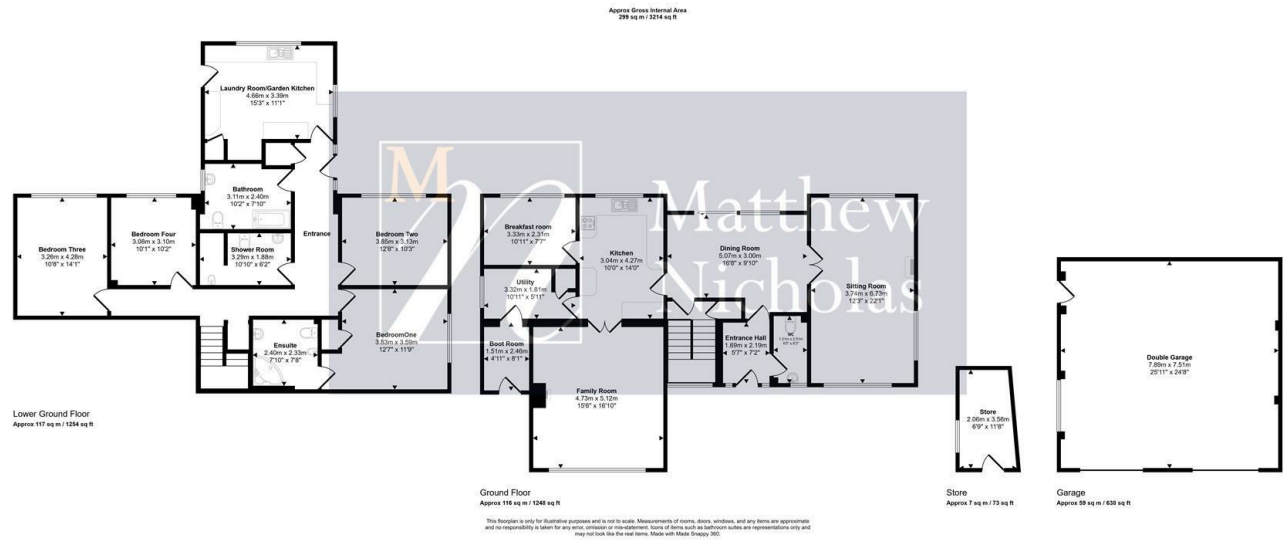 Approx Gross Internal Area
299 sq m / 3214 sq ft
Laundry Room/Garden Kitchen
4.66m x 3.39m
15'3" x 11'1"
Bathroom
3.11m x 2.40m
10'2" x 7'10"
Bedroom Three
3.26m x 4.28m
10'8" x 14'1"
Bedroom Four
3.08m x 3.10m
10'1" x 10'2"
Shower Room
3.29m x 1.88m
10'10" x 6'2"
Entrance
Bedroom Two
3.85m x 3.13m
12'8" x 10'3"
BedroomOne
3.83m x 3.59m
12'7" x 11'9"
Ensuite
2.40m x 2.33m
7'10" x 7'8"
Lower Ground Floor
Approx 117 sq m / 1254 sq ft
M
N
Matthew
Nicholas
Breakfast room
3.33m x 2.31m
10'11" x 7'7"
Kitchen
3.04m x 4.27m
10'0" x 14'0"
Dining Room
5.07m x 3.00m
16'8" x 9'10"
Utility
3.32m x 1.81m
10'11" x 5'11"
Sitting Room
3.74m x 6.73m
12'3" x 22'1"
Boot Room
1.51m x 2.46m
4'11" x 8'1"
Entrance Hall
1.69m x 2.19m
5'7" x 7'2"
WC
Family Room
4.73m x 5.12m
15'6" x 16'10"
Ground Floor
Approx 116 sq m / 1248 sq ft
Store
2.06m x 3.56m
6'9" x 11'8"
Store
Approx 7 sq m / 73 sq ft
Double Garage
7.89m x 7.51m
25'11" x 24'8"
Garage
Approx 59 sq m / 638 sq ft
This floorplan is only for illustrative purposes and is not to scale. Measurements of rooms, doors, windows, and any items are approximate
and no responsibility is taken for any error, omission or mis-statement. Icons of items such as bathroom suites are representations only and
may not look like the real items. Made with Made Snappy 360.